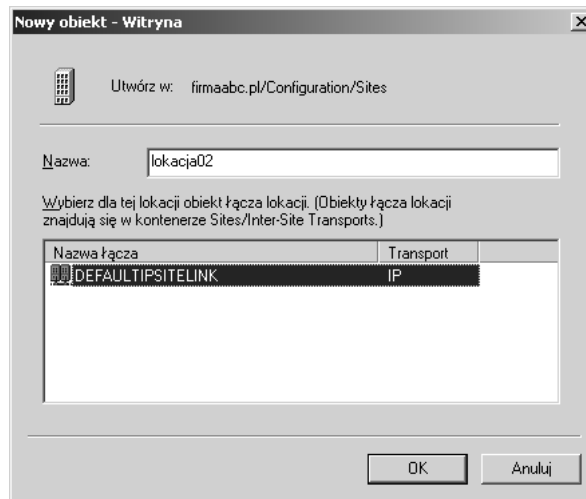 Nowy obiekt - Witryna
Utwórz w: firmaabc.pl/Configuration/Sites
Nazwa: lokacja02
Wybierz dla tej lokacji obiekt łącza lokacji. (Obiekty łącza lokacji
znajdują się w kontenerze Sites/Inter-Site Transports.)
Nazwa łącza Transport
DEFAULTIPSITELINK IP
OK Anuluj